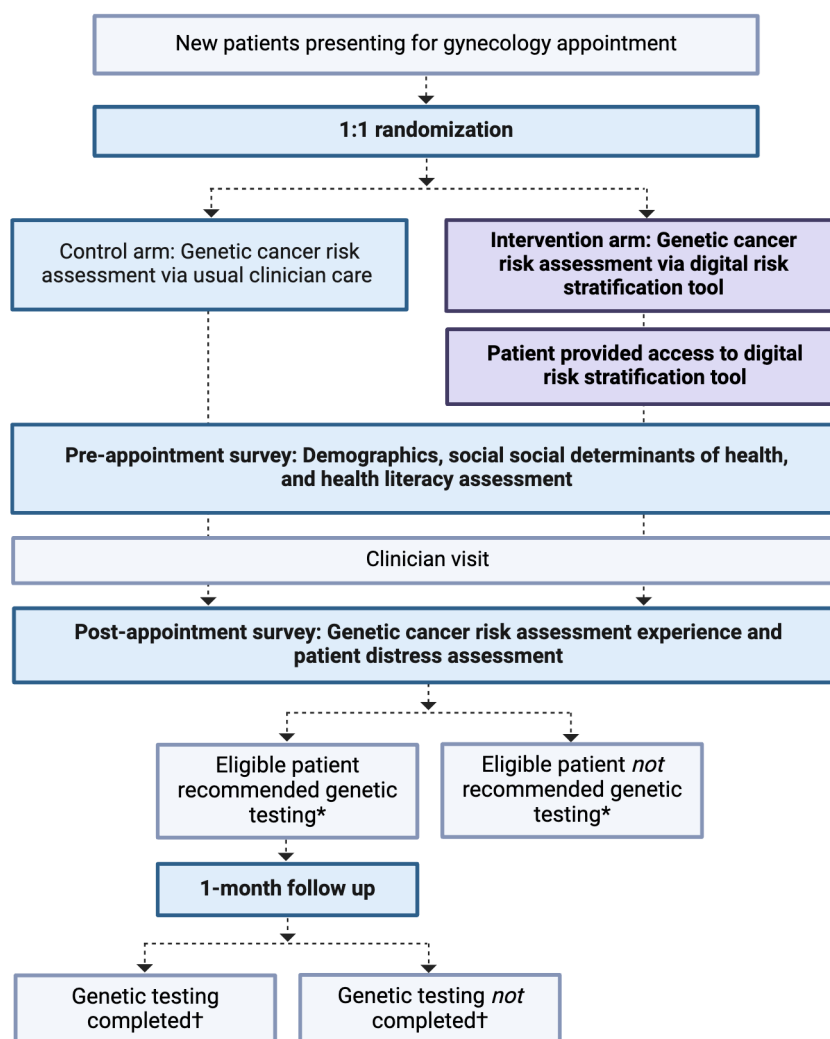 New patients presenting for gynecology appointment
1:1 randomization
Control arm: Genetic cancer risk
assessment via usual clinician care
Intervention arm: Genetic cancer
risk assessment via digital risk
stratification tool
Patient provided access to digital
risk stratification tool
Pre-appointment survey: Demographics, social social determinants of health,
and health literacy assessment
Clinician visit
Post-appointment survey: Genetic cancer risk assessment experience and
patient distress assessment
Eligible patient
recommended genetic
testing*
Eligible patient not
recommended genetic
testing*
1-month follow up
Genetic testing
completed†
Genetic testing not
completed†